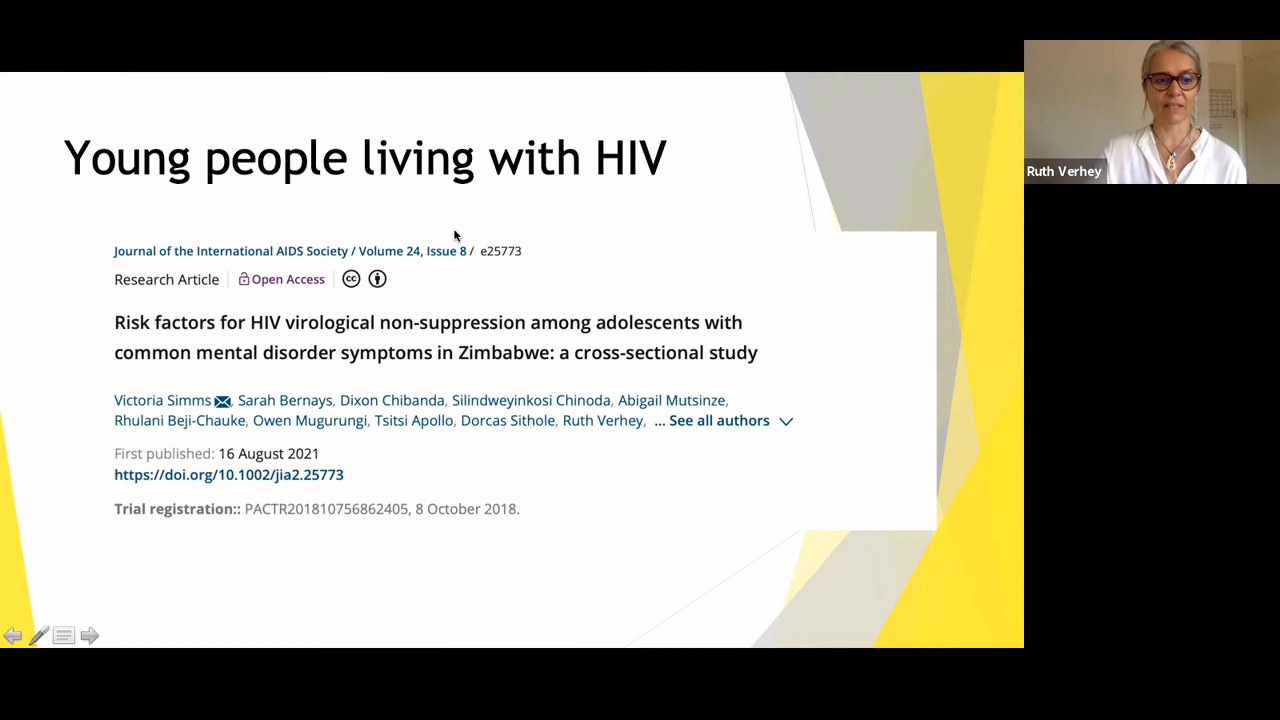 Young people living with HIV
Journal of the International AIDS Society / Volume 24, Issue 8 / e25773
Research Article Open Access cc
Risk factors for HIV virological non-suppression among adolescents with
common mental disorder symptoms in Zimbabwe: a cross-sectional study
Victoria Simms, Sarah Bernays, Dixon Chibanda, Silindweyinkosi Chinoda, Abigail Mutsinze,
Rhulani Beji-Chauke, Owen Mugurungi, Tsitsi Apollo, Dorcas Sithole, Ruth Verhey, ... See all authors
First published: 16 August 2021
https://doi.org/10.1002/jia2.25773
Trial registration:: PACTR201810756862405, 8 October 2018.
Ruth Verhey